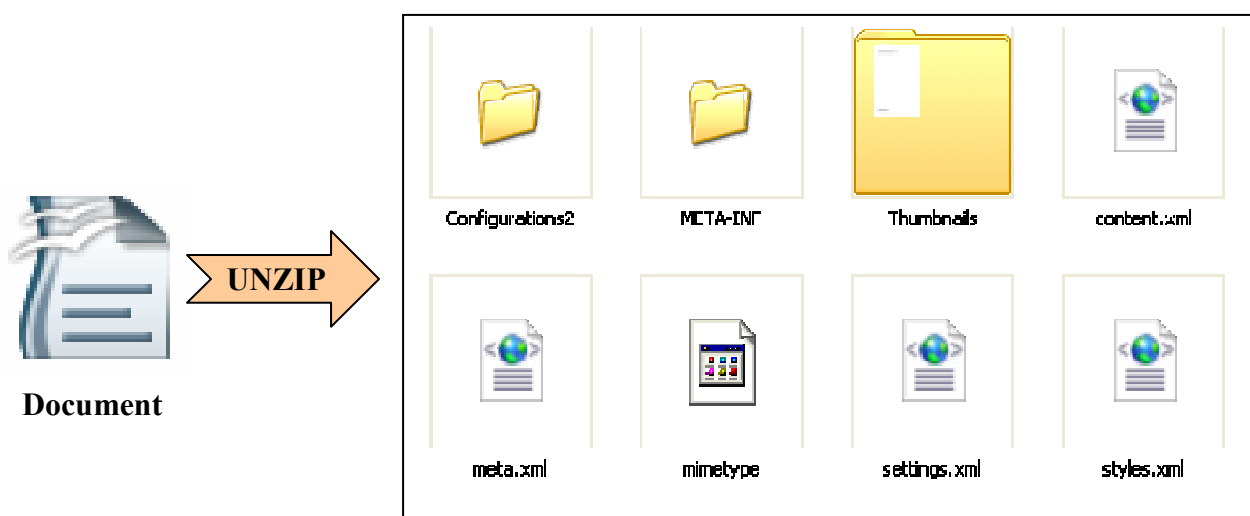 Configurations2 META-INF Thumbnails content.xml
UNZIP
Document
meta.xml mimetype settings.xml styles.xml